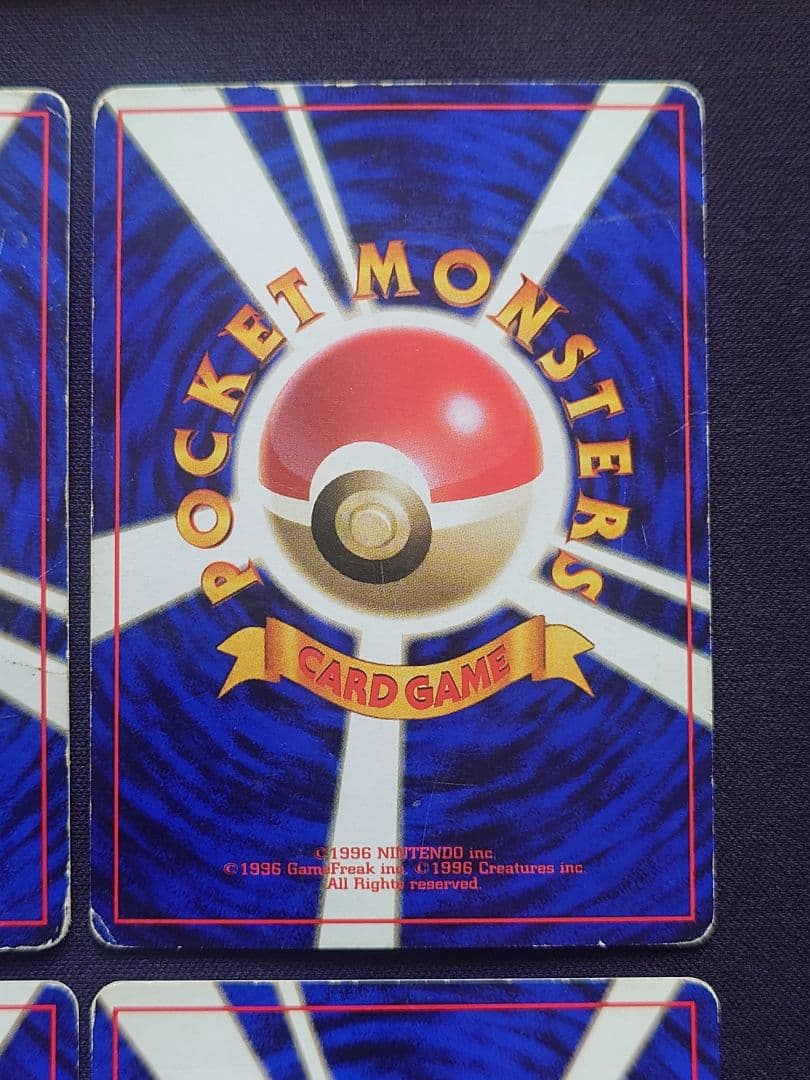 POCKET MONSTERS
CARD GAME
©1996 NINTENDO inc.
©1996 GameFreak inc. ©1996 Creatures inc.
All Rights reserved.